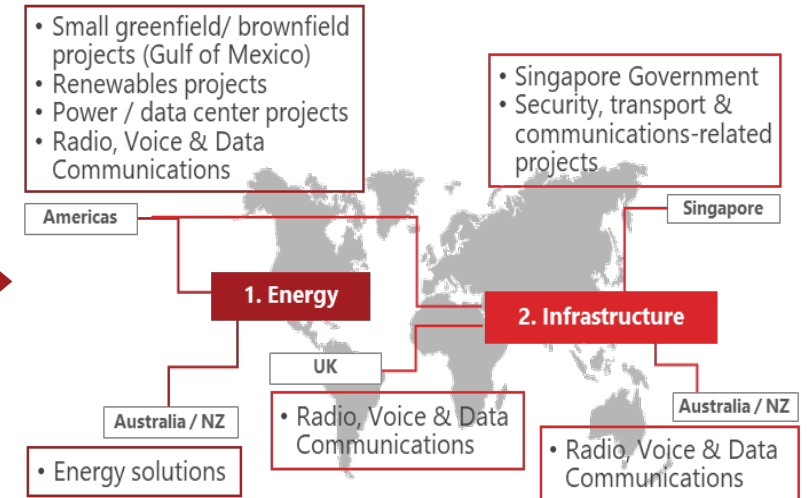 • Small greenfield/ brownfield
projects (Gulf of Mexico)
• Renewables projects
• Power / data center projects
• Radio, Voice & Data
Communications
• Singapore Government
• Security, transport &
communications-related
projects
Americas
Singapore
1. Energy
2. Infrastructure
UK
Australia / NZ
Australia / NZ
• Radio, Voice & Data
Communications
• Energy solutions
• Radio, Voice & Data
Communications